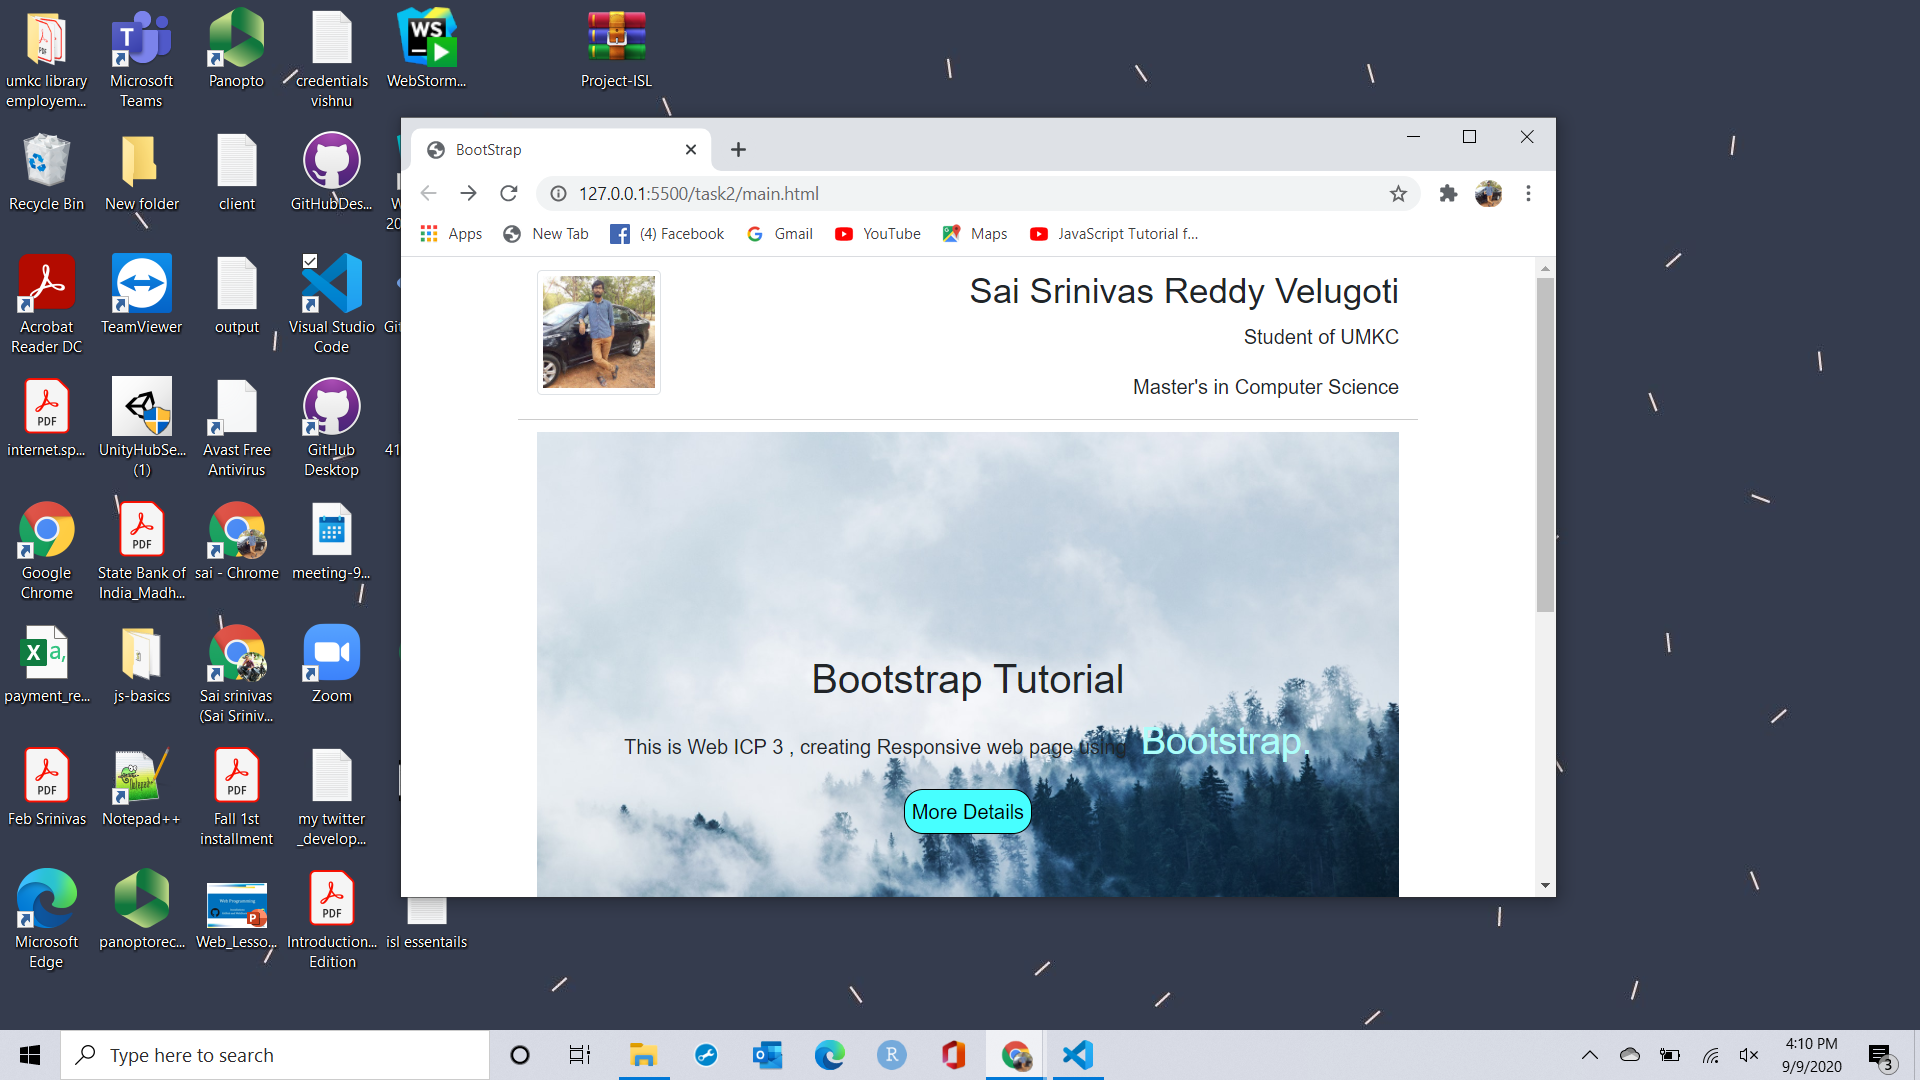 umkc library
employem...
Microsoft
Teams
Panopto
credentials
vishnu
WebStorm...
Project-ISL
Recycle Bin
New folder
client
GitHubDes...
20
Acrobat
Reader DC
TeamViewer
output
Visual Studio
Code
internet.sp...
UnityHubSe...
(1)
Avast Free
Antivirus
GitHub
Desktop
41
Google
Chrome
State Bank of
India_Madh...
sai - Chrome
meeting-9...
payment_re...
js-basics
Sai srinivas
(Sai Sriniv...
Zoom
Feb Srinivas
Notepad++
Fall 1st
installment
my twitter
_develop...
Microsoft
Edge
panoptorec...
Web_Lesso...
Introduction...
Edition
isl essentails
BootStrap
127.0.0.1:5500/task2/main.html
Apps
New Tab
(4) Facebook
Gmail
YouTube
Maps
JavaScript Tutorial f...
Sai Srinivas Reddy Velugoti
Student of UMKC
Master's in Computer Science
Bootstrap Tutorial
This is Web ICP 3 , creating Responsive web page using Bootstrap.
More Details
Type here to search
4:10 PM
9/9/2020
3